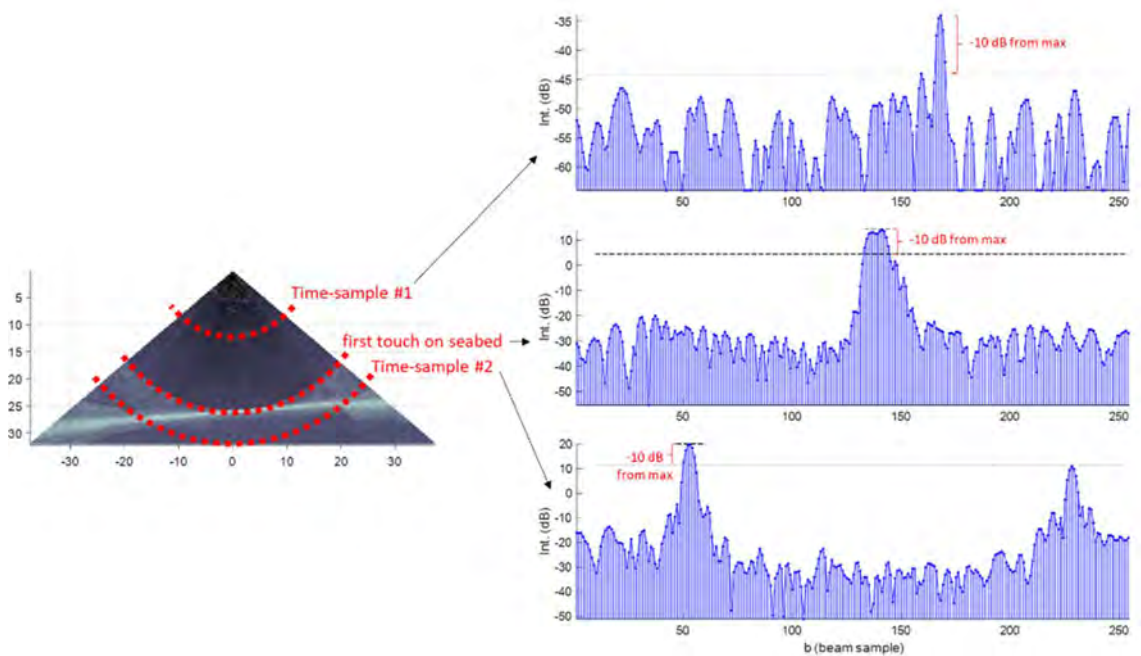 5
10
15
20
25
30
-30 -20 -10 0 10 20 30
Time-sample #1
first touch on seabed
Time-sample #2
-35
-40
-45
-50
-55
-60
Int. (dB)
-10 dB from max
50 100 150 200 250
10
0
-10
-20
-30
-40
-50
Int. (dB)
-10 dB from max
50 100 150 200 250
20
10
0
-10
-20
-30
-40
-50
Int. (dB)
-10 dB
from max
50 100 150 200 250
b (beam sample)